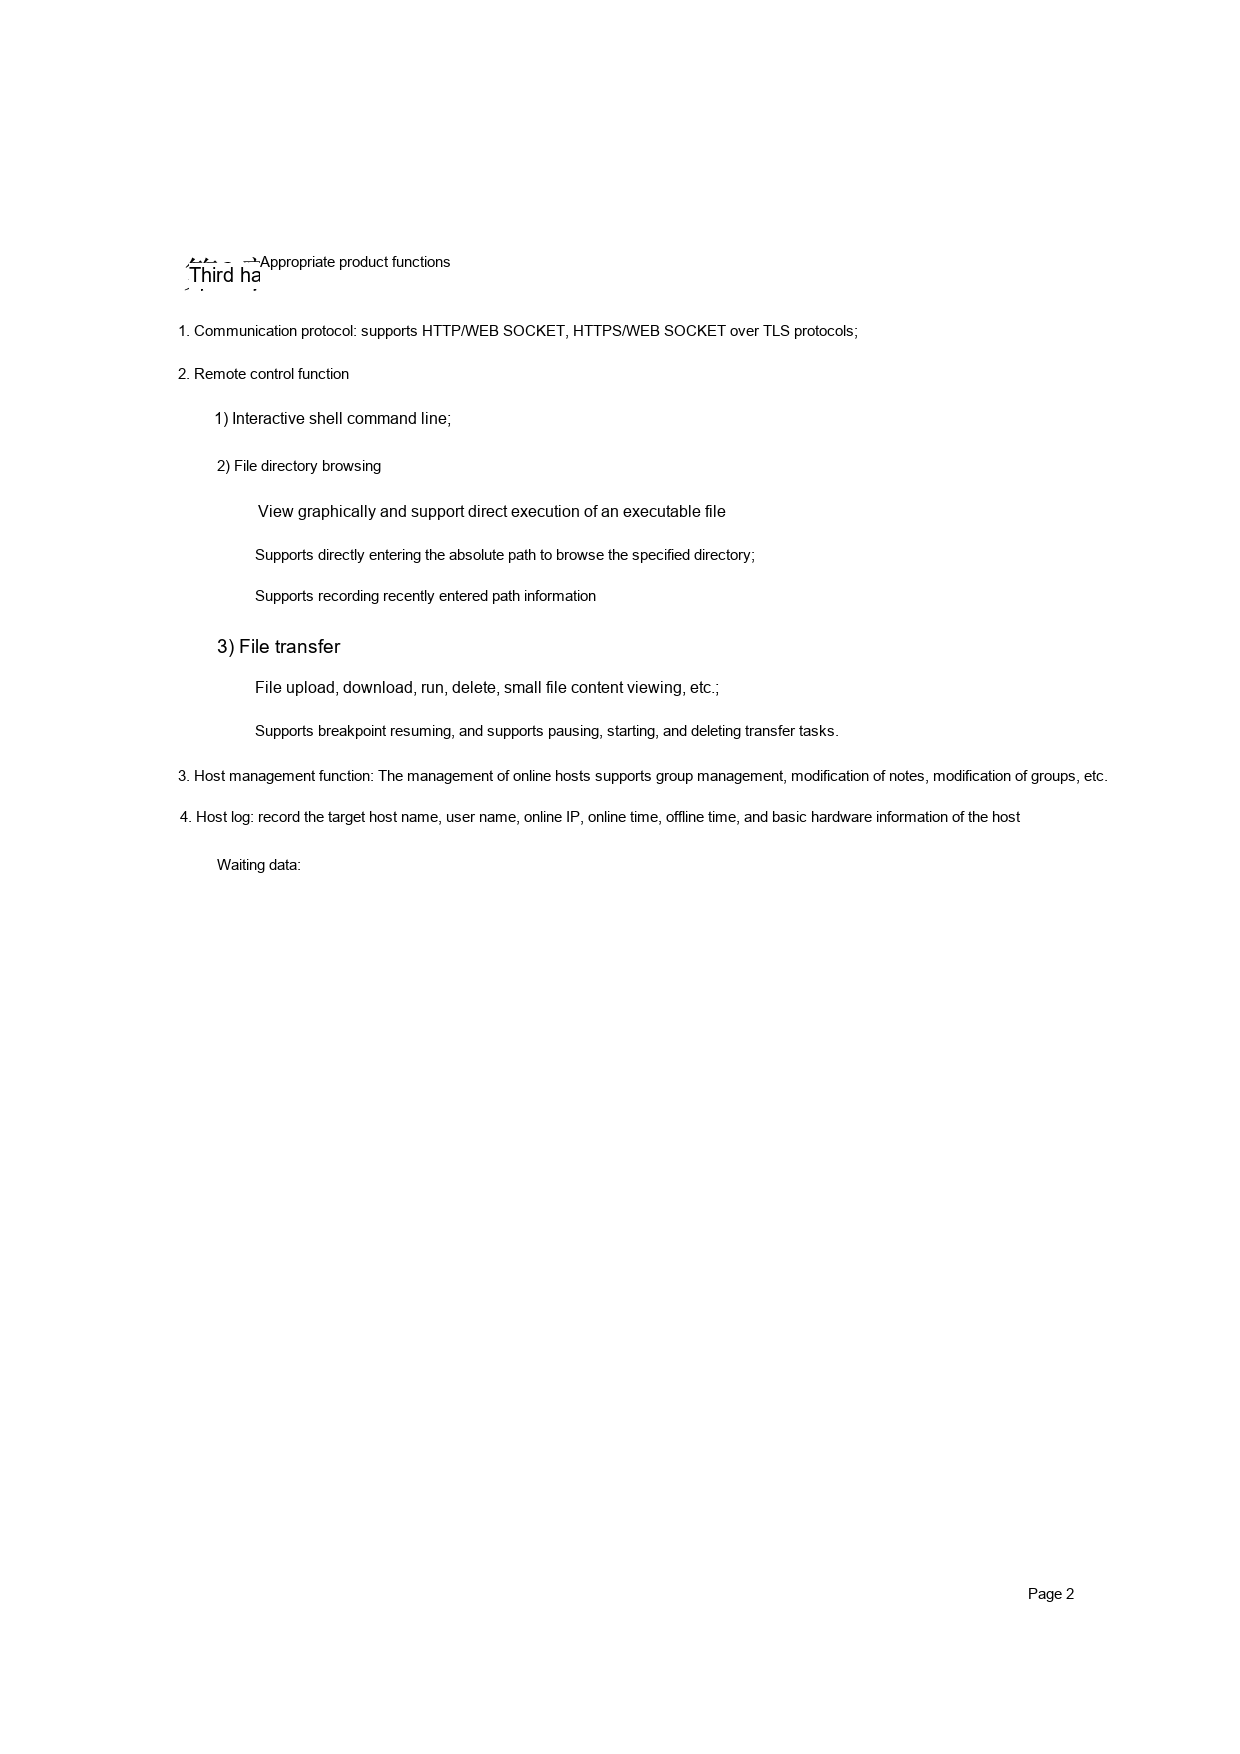 Third ha
Appropriate product functions
1. Communication protocol: supports HTTP/WEB SOCKET, HTTPS/WEB SOCKET over TLS protocols;
2. Remote control function
1) Interactive shell command line;
2) File directory browsing
View graphically and support direct execution of an executable file
Supports directly entering the absolute path to browse the specified directory;
Supports recording recently entered path information
3) File transfer
File upload, download, run, delete, small file content viewing, etc.;
Supports breakpoint resuming, and supports pausing, starting, and deleting transfer tasks.
3. Host management function: The management of online hosts supports group management, modification of notes, modification of groups, etc.
4. Host log: record the target host name, user name, online IP, online time, offline time, and basic hardware information of the host
Waiting data:
Page 2